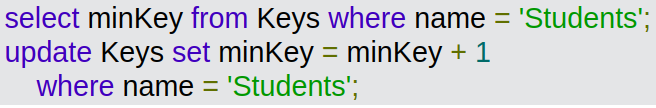 select minKey from Keys where name = 'Students';
update Keys set minKey = minKey + 1
where name = 'Students';